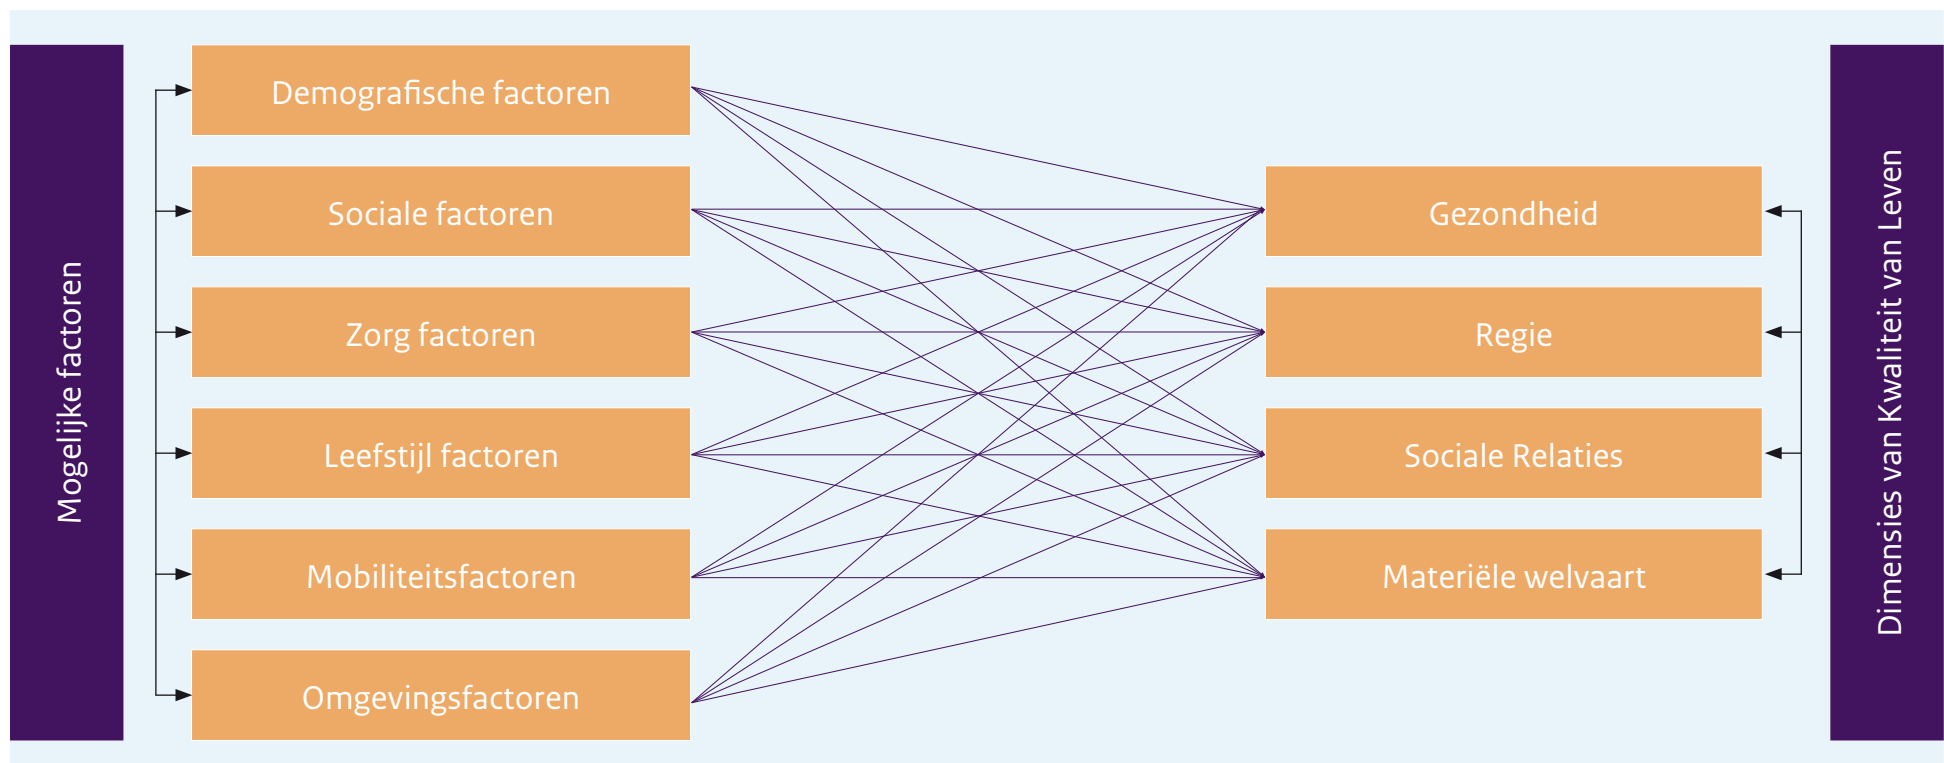 Mogelijke factoren
Demografische factoren
Sociale factoren
Zorg factoren
Leefstijl factoren
Mobiliteitsfactoren
Omgevingsfactoren
Gezondheid
Regie
Sociale Relaties
Materiële welvaart
Dimensies van Kwaliteit van Leven